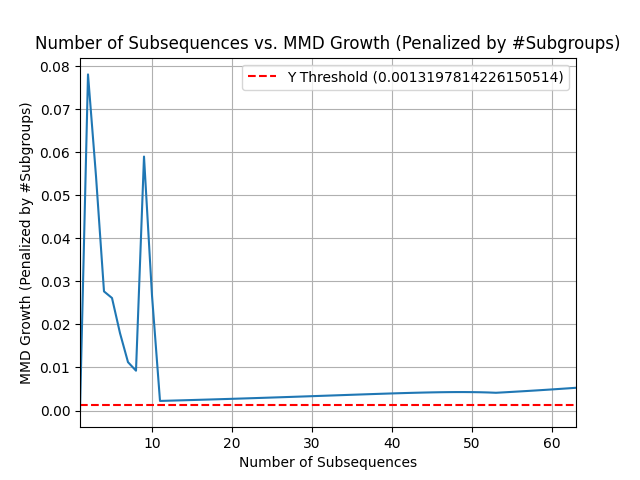 Number of Subsequences vs. MMD Growth (Penalized by #Subgroups)
Y Threshold (0.0013197814226150514)
MMD Growth (Penalized by #Subgroups)
0.08
0.07
0.06
0.05
0.04
0.03
0.02
0.01
0.00
10 20 30 40 50 60
Number of Subsequences